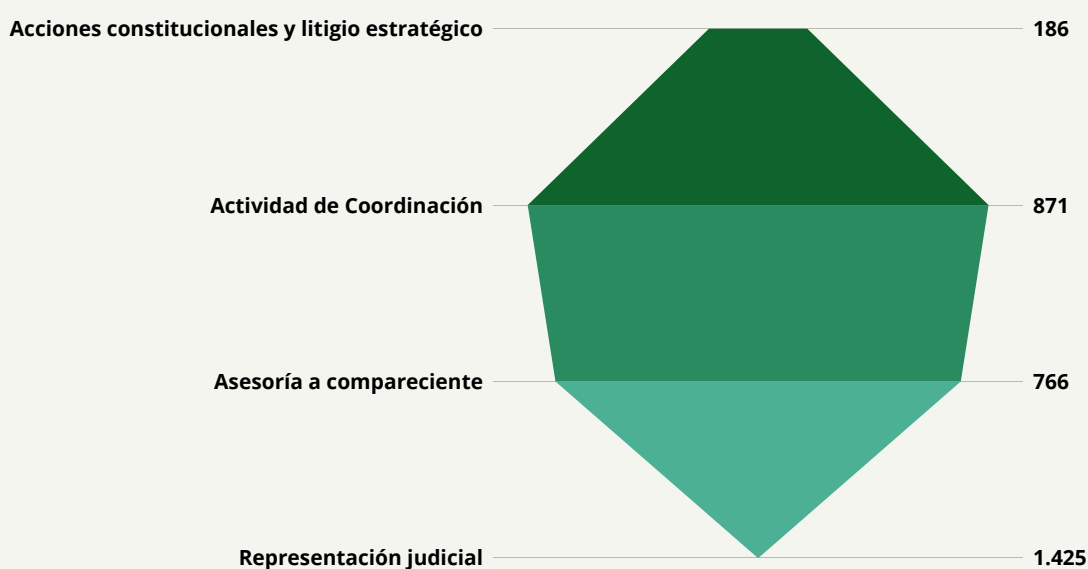 Acciones constitucionales y litigio estratégico 186
Actividad de Coordinación 871
Asesoría a compareciente 766
Representación judicial 1.425